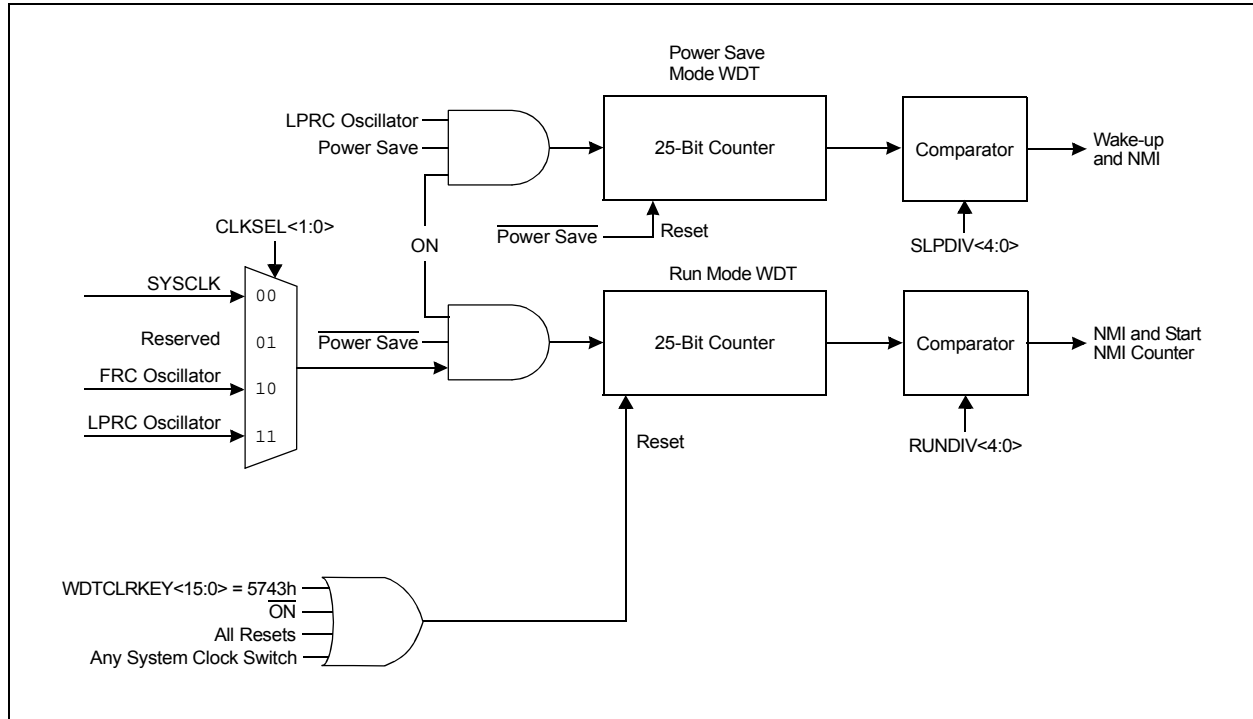 Power Save
Mode WDT
LPRC Oscillator
Power Save
25-Bit Counter
Comparator
Wake-up
and NMI
CLKSEL<1:0>
ON
Power Save
Reset
SLPDIV<4:0>
Run Mode WDT
SYSCLK
00
Reserved
01
Power Save
25-Bit Counter
Comparator
NMI and Start
NMI Counter
FRC Oscillator
10
LPRC Oscillator
11
Reset
RUNDIV<4:0>
WDTCLRKEY<15:0> = 5743h
ON
All Resets
Any System Clock Switch